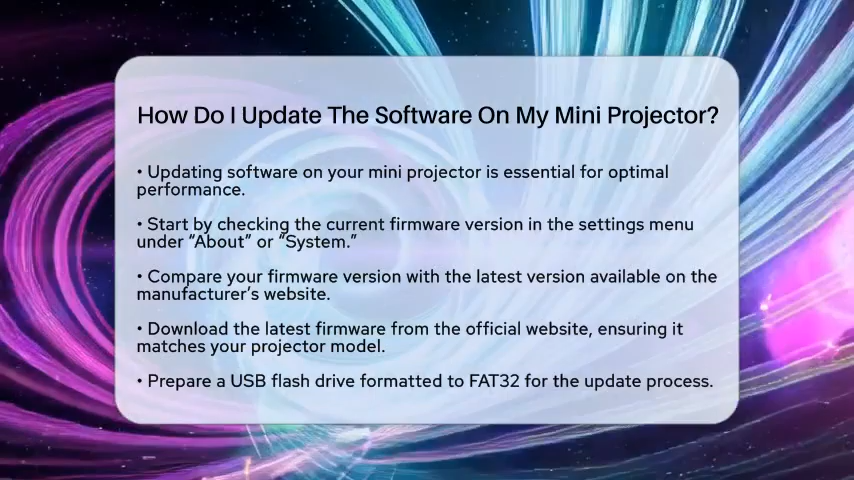 How Do I Update The Software On My Mini Projector?
• Updating software on your mini projector is essential for optimal
performance.
• Start by checking the current firmware version in the settings menu
under “About” or “System.”
• Compare your firmware version with the latest version available on the
manufacturer’s website.
• Download the latest firmware from the official website, ensuring it
matches your projector model.
• Prepare a USB flash drive formatted to FAT32 for the update process.